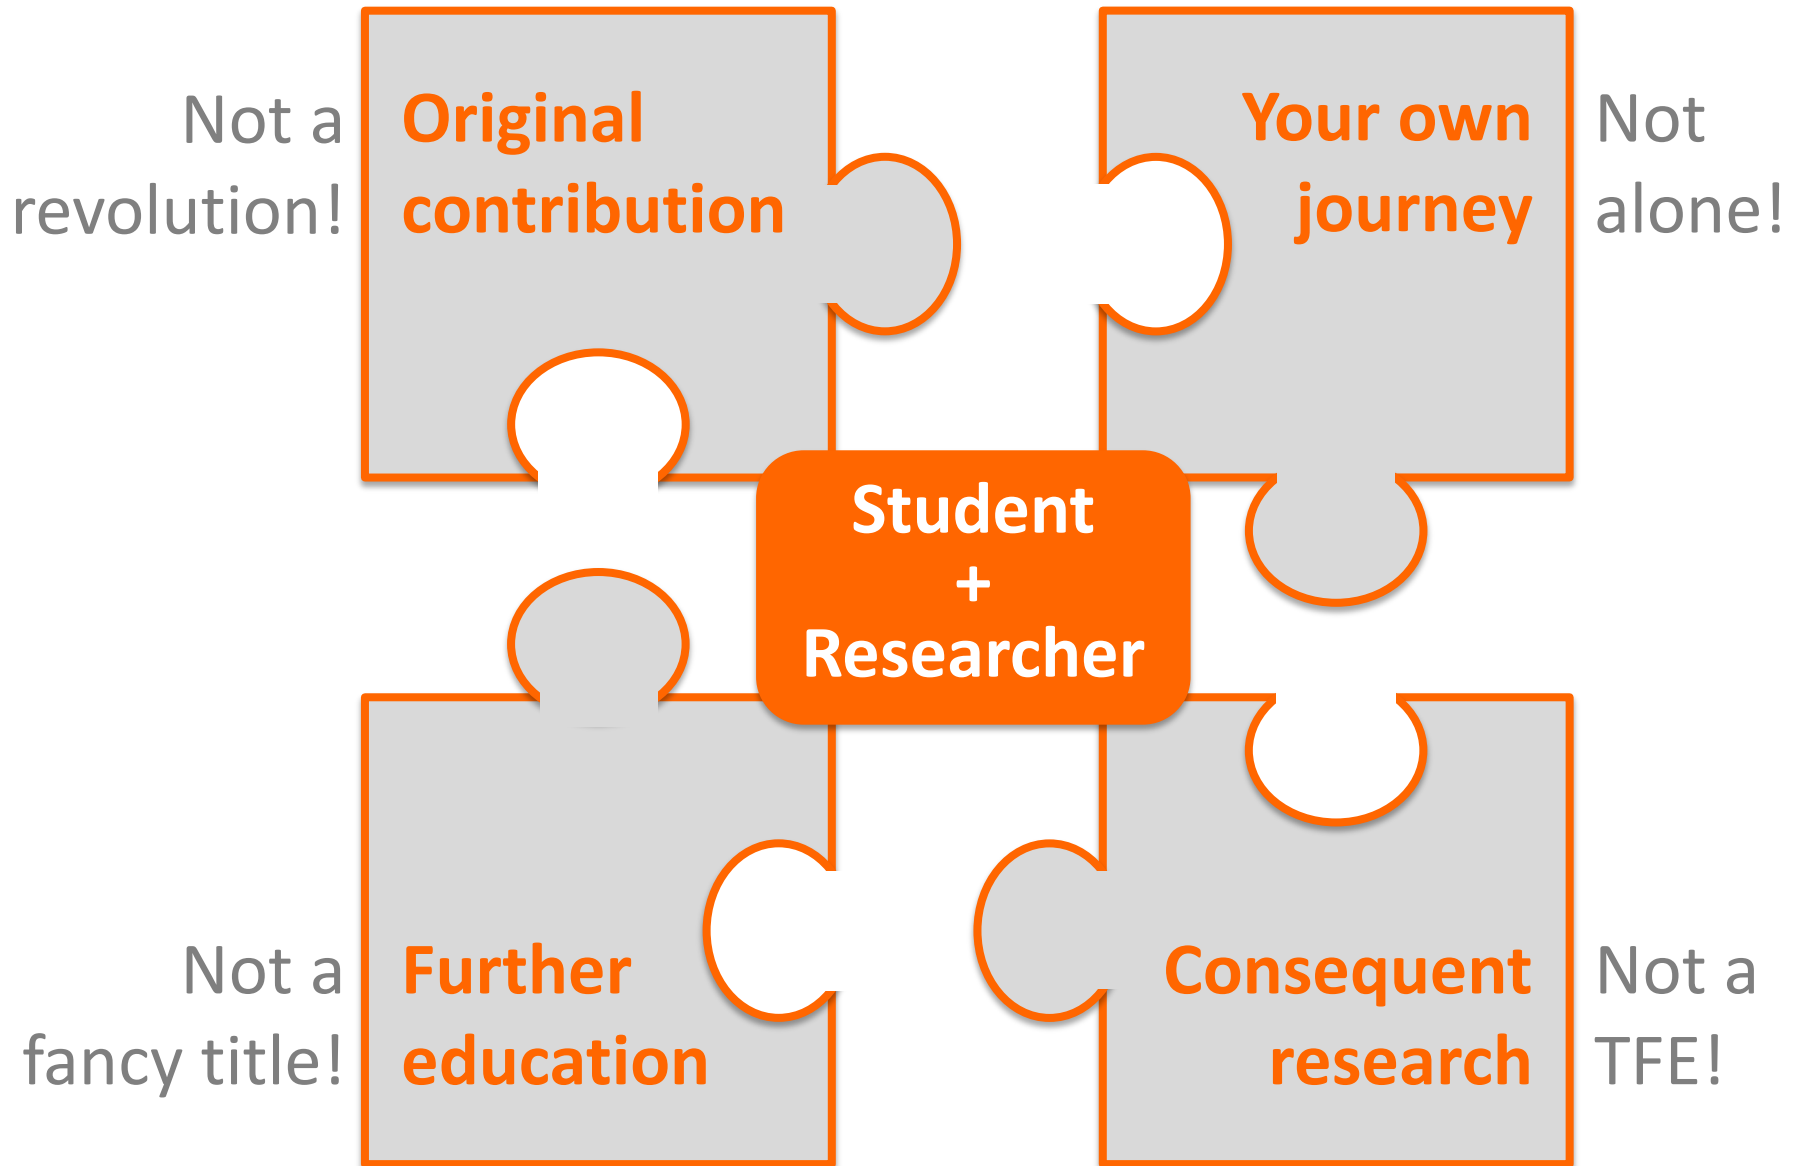 Not a
revolution!
Original
contribution
Your own
journey
Not
alone!
Student
+
Researcher
Not a
fancy title!
Further
education
Consequent
research
Not a
TFE!